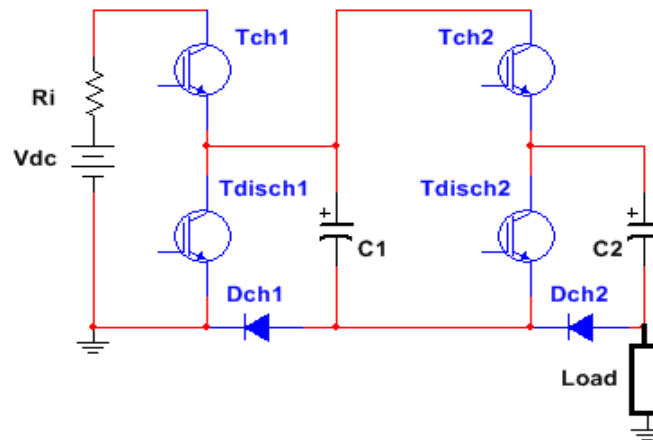 Tch1
Tch2
Ri
Vdc
Tdisch1
Tdisch2
+
C1
+
C2
Dch1
Dch2
Load